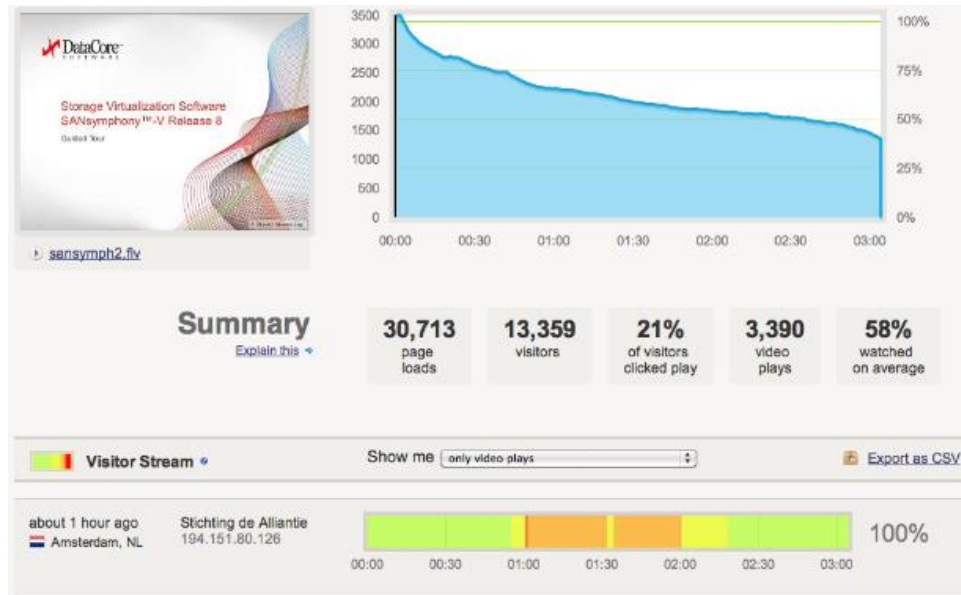 DataCore
SOFTWARE
Storage Virtualization Software
SANsymphony™-V Release 8
Guided Tour
sansymph2.flv
3500
3000
2500
2000
1500
1000
500
0
100%
75%
50%
25%
0%
00:00 00:30 01:00 01:30 02:00 02:30 03:00
Summary
Explain this
30,713
page
loads
13,359
visitors
21%
of visitors
clicked play
3,390
video
plays
58%
watched
on average
Visitor Stream
Show me only video plays
Export as CSV
about 1 hour ago
Amsterdam, NL
Stichting de Alliantie
194.151.80.126
00:00 00:30 01:00 01:30 02:00 02:30 03:00
100%